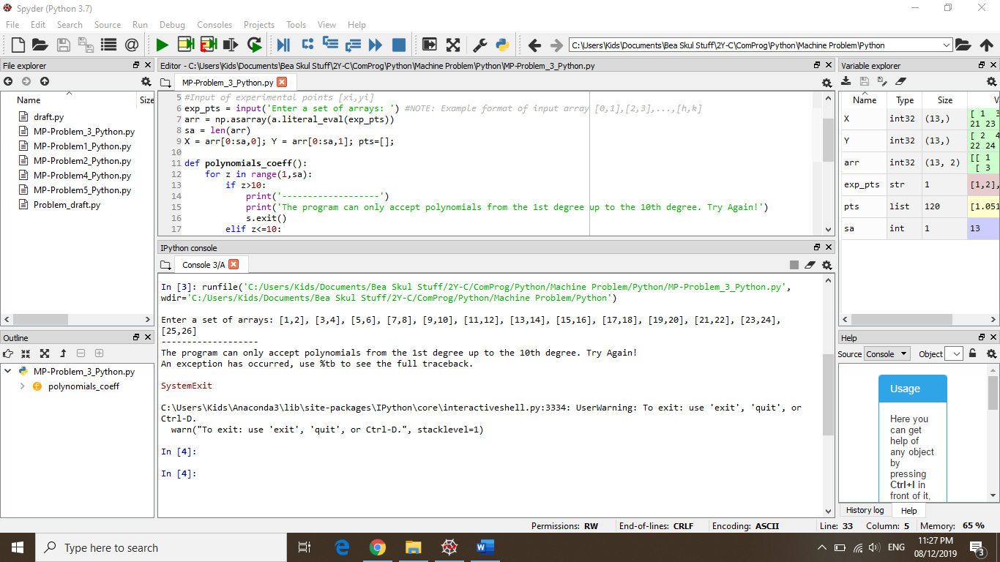 Spyder (Python 3.7)
File Edit Search Source Run Debug Consoles Projects Tools View Help
C:\Users\Kids\Documents\Bea Skul Stuff\2Y-C\ComProg\Python\Machine Problem\Python
File explorer
Name Size
draft.py
MP-Problem_3_Python.py
MP-Problem1_Python.py
MP-Problem2_Python.py
MP-Problem4_Python.py
MP-Problem5_Python.py
Problem_draft.py
Outline
MP-Problem_3_Python.py
polynomials_coeff
Editor - C:\Users\Kids\Documents\Bea Skul Stuff\2Y-C\ComProg\Python\Machine Problem\Python\MP-Problem_3_Python.py
MP-Problem_3_Python.py
5 #Input of experimental points [xi,yi]
6 exp_pts = input('Enter a set of arrays: ') #NOTE: Example format of input array [0,1],[2,3],...,[h,k]
7 arr = np.asarray(a.literal_eval(exp_pts))
8 sa = len(arr)
9 X = arr[0:sa,0]; Y = arr[0:sa,1]; pts=[];
10
11 def polynomials_coeff():
12 for z in range(1,sa):
13 if z>10:
14 print('-------------------')
15 print('The program can only accept polynomials from the 1st degree up to the 10th degree. Try Again!')
16 s.exit()
17 elif z<=10:
IPython console
Console 3/A
In [3]: runfile('C:/Users/Kids/Documents/Bea Skul Stuff/2Y-C/ComProg/Python/Machine Problem/Python/MP-Problem_3_Python.py',
wdir='C:/Users/Kids/Documents/Bea Skul Stuff/2Y-C/ComProg/Python/Machine Problem/Python')
Enter a set of arrays: [1,2], [3,4], [5,6], [7,8], [9,10], [11,12], [13,14], [15,16], [17,18], [19,20], [21,22], [23,24],
[25,26]
-------------------
The program can only accept polynomials from the 1st degree up to the 10th degree. Try Again!
An exception has occurred, use %tb to see the full traceback.
SystemExit
C:\Users\Kids\Anaconda3\lib\site-packages\IPython\core\interactiveshell.py:3334: UserWarning: To exit: use 'exit', 'quit', or
Ctrl-D.
warn("To exit: use 'exit', 'quit', or Ctrl-D.", stacklevel=1)
In [4]:
In [4]:
Variable explorer
Name Type Size V
X int32 (13,) [ 1 3
21 23
Y int32 (13,) [ 2 4
22 24
arr int32 (13, 2) [[ 1
[ 3
exp_pts str 1 [1,2],
pts list 120 [1.051
sa int 1 13
Help
Source Console Object
Usage
Here you
can get
help of
any object
by
pressing
Ctrl+I in
front of it,
History log Help
Permissions: RW End-of-lines: CRLF Encoding: ASCII Line: 33 Column: 5 Memory: 65 %
Type here to search
ENG
11:27 PM
08/12/2019
3